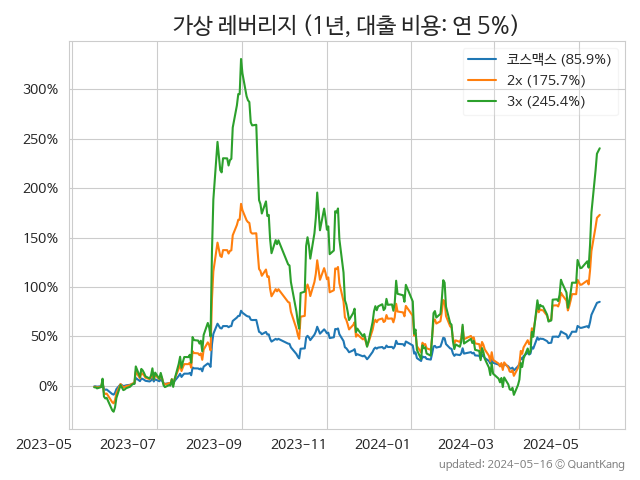 가상 레버리지 (1년, 대출 비용: 연 5%)
코스맥스 (85.9%)
2x (175.7%)
3x (245.4%)
300%
250%
200%
150%
100%
50%
0%
2023-05
2023-07
2023-09
2023-11
2024-01
2024-03
2024-05
updated: 2024-05-16 © QuantKang